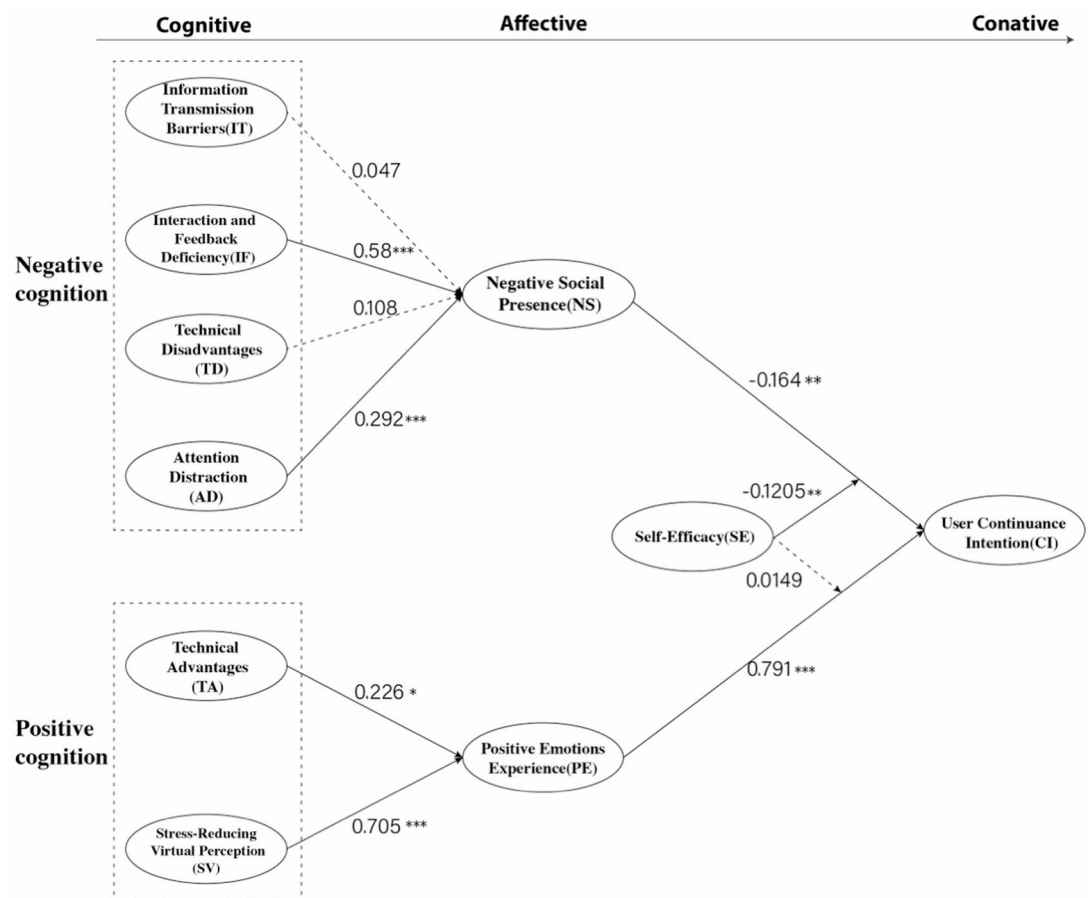 Cognitive
Affective
Conative
Information
Transmission
Barriers(IT)
0.047
Interaction and
Feedback
Deficiency(IF)
0.58***
Negative
cognition
Negative Social
Presence(NS)
0.108
Technical
Disadvantages
(TD)
-0.164 **
0.292***
Attention
Distraction
(AD)
-0.1205**
Self-Efficacy(SE)
User Continuance
Intention(CI)
0.0149
Technical
Advantages
(TA)
0.791 ***
0.226 *
Positive
cognition
Positive Emotions
Experience(PE)
0.705 ***
Stress-Reducing
Virtual Perception
(SV)